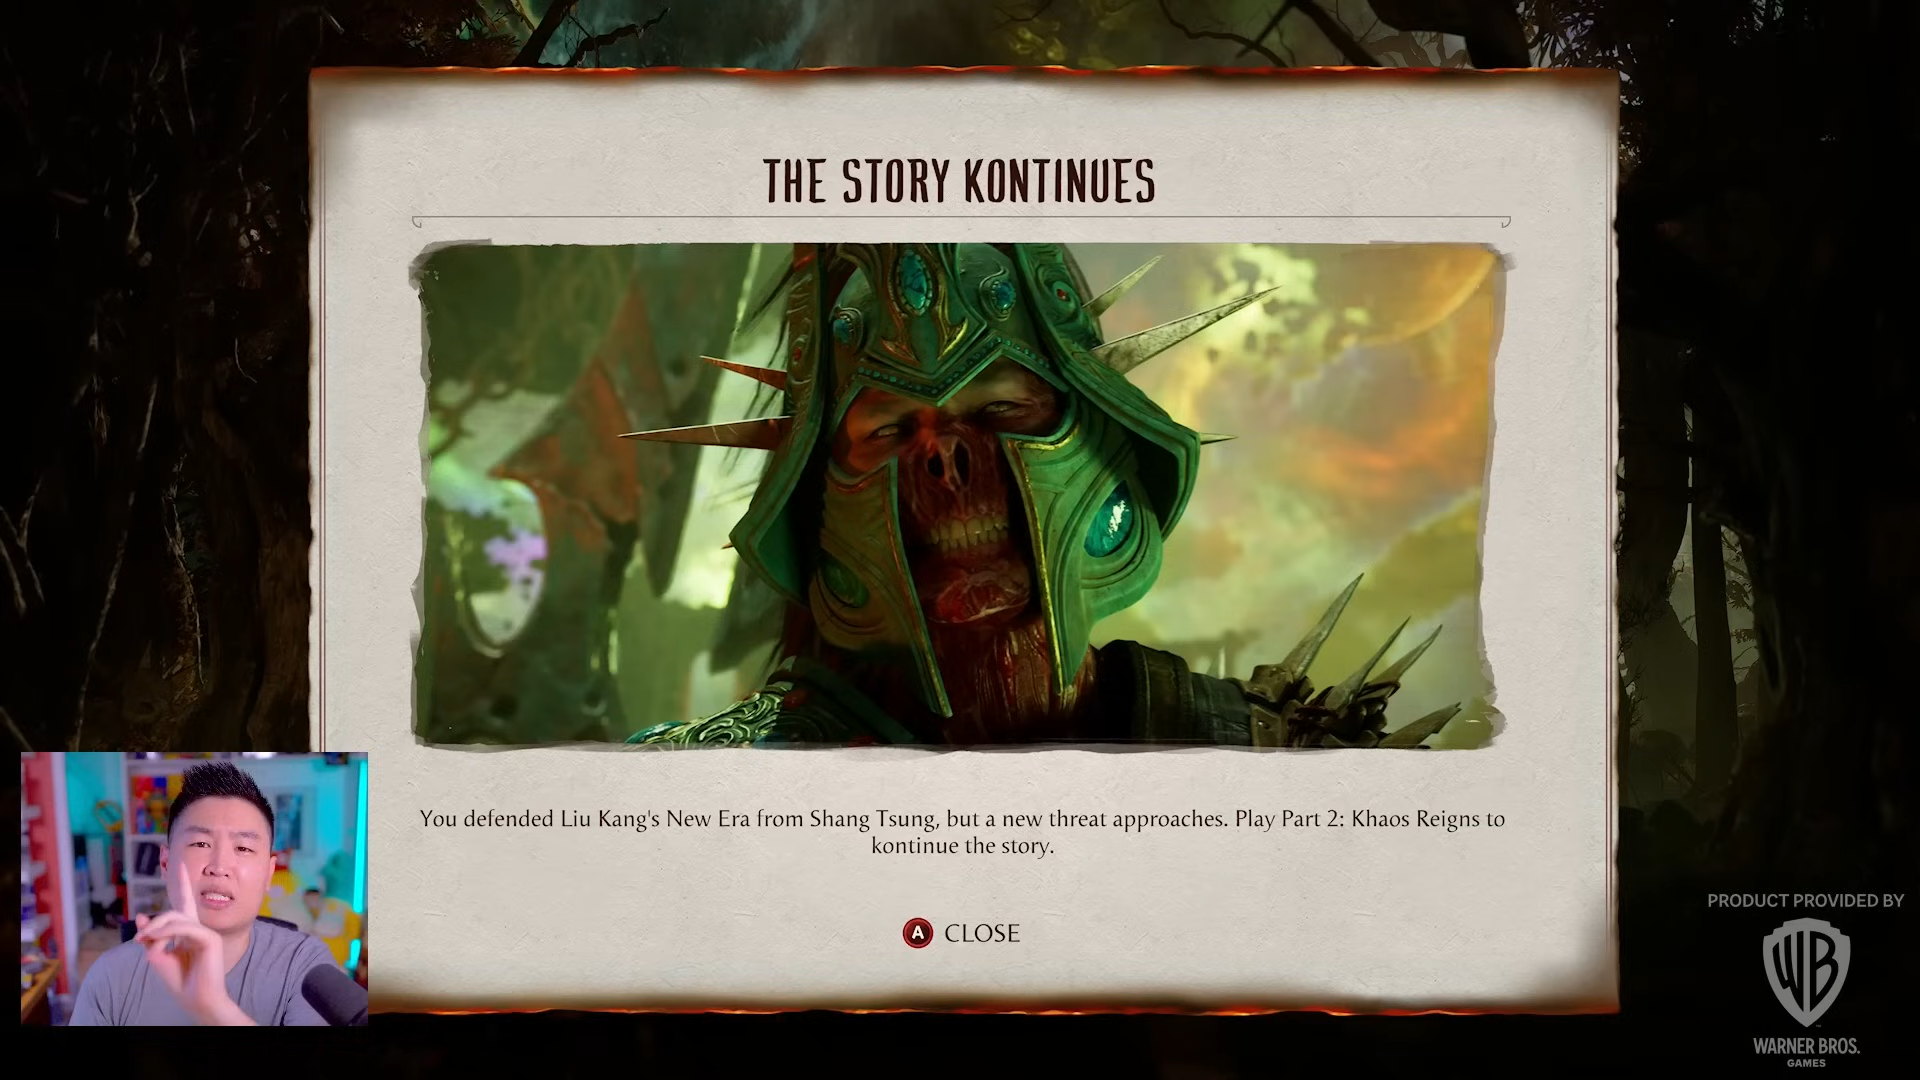 THE STORY KONTINUES
You defended Liu Kang's New Era from Shang Tsung, but a new threat approaches. Play Part 2: Khaos Reigns to
kontinue the story.
A CLOSE
PRODUCT PROVIDED BY
WB
WARNER BROS.
GAMES